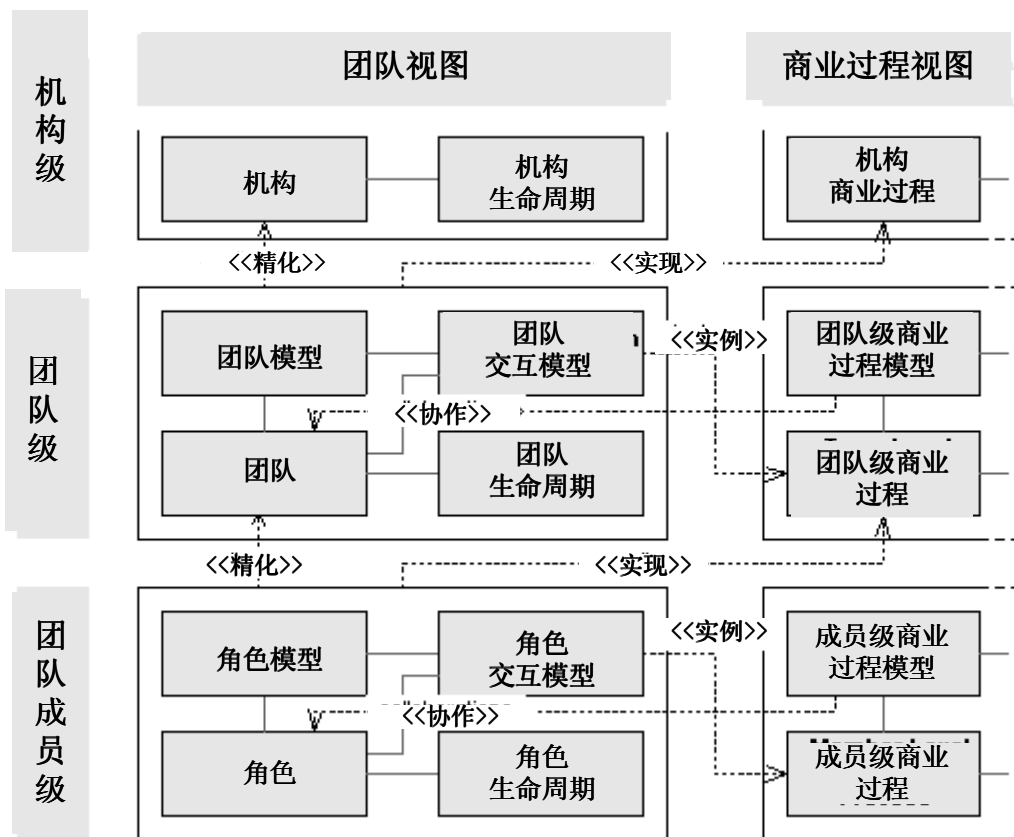 团队视图
商业过程视图
机构级
机构
机构
生命周期
机构
商业过程
<<精化>>
<<实现>>
团队级
团队模型
团队
交互模型
<<实例>>
团队级商业
过程模型
<<协作>>
团队
团队
生命周期
团队级商业
过程
<<精化>>
<<实现>>
团队成员级
角色模型
角色
交互模型
<<实例>>
成员级商业
过程模型
<<协作>>
角色
角色
生命周期
成员级商业
过程